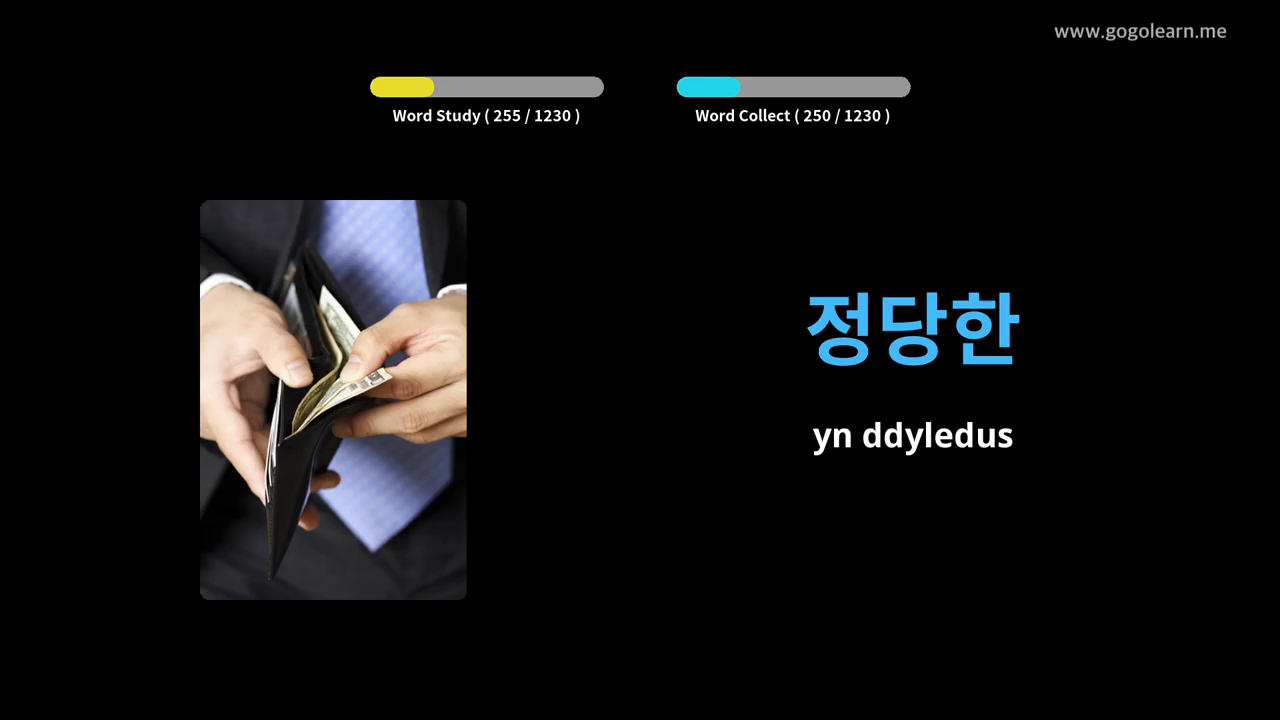 www.gogolearn.me
Word Study ( 255 / 1230 )
Word Collect ( 250 / 1230 )
정당한
yn ddyledus